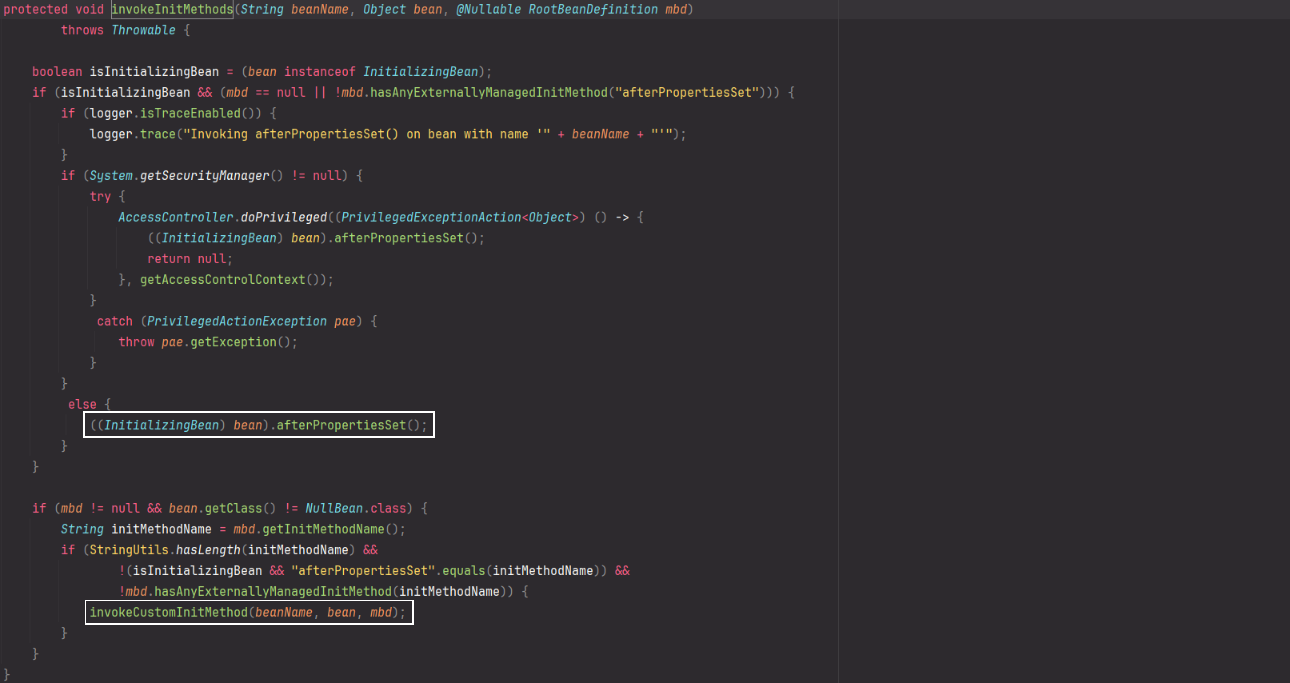 protected void invokeInitMethods(String beanName, Object bean, @Nullable RootBeanDefinition mbd)
        throws Throwable {
    boolean isInitializingBean = (bean instanceof InitializingBean);
    if (isInitializingBean && (mbd == null || !mbd.hasAnyExternallyManagedInitMethod("afterPropertiesSet"))) {
        if (logger.isTraceEnabled()) {
            logger.trace("Invoking afterPropertiesSet() on bean with name '" + beanName + "'");
        }
        if (System.getSecurityManager() != null) {
            try {
                AccessController.doPrivileged((PrivilegedExceptionAction<Object>) () -> {
                    ((InitializingBean) bean).afterPropertiesSet();
                    return null;
                }, getAccessControlContext());
            }
             catch (PrivilegedActionException pae) {
                throw pae.getException();
            }
        }
         else {
            ((InitializingBean) bean).afterPropertiesSet();
        }
    }
    if (mbd != null && bean.getClass() != NullBean.class) {
        String initMethodName = mbd.getInitMethodName();
        if (StringUtils.hasLength(initMethodName) &&
                !(isInitializingBean && "afterPropertiesSet".equals(initMethodName)) &&
                !mbd.hasAnyExternallyManagedInitMethod(initMethodName)) {
            invokeCustomInitMethod(beanName, bean, mbd);
        }
    }
}